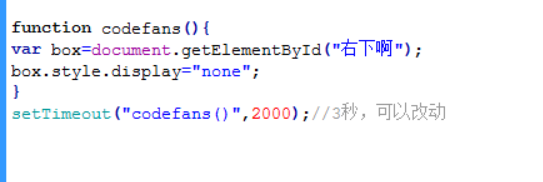 function codefans(){
var box=document.getElementById("右下啊");
box.style.display="none";
}
setTimeout("codefans()",2000);//3秒，可以改动